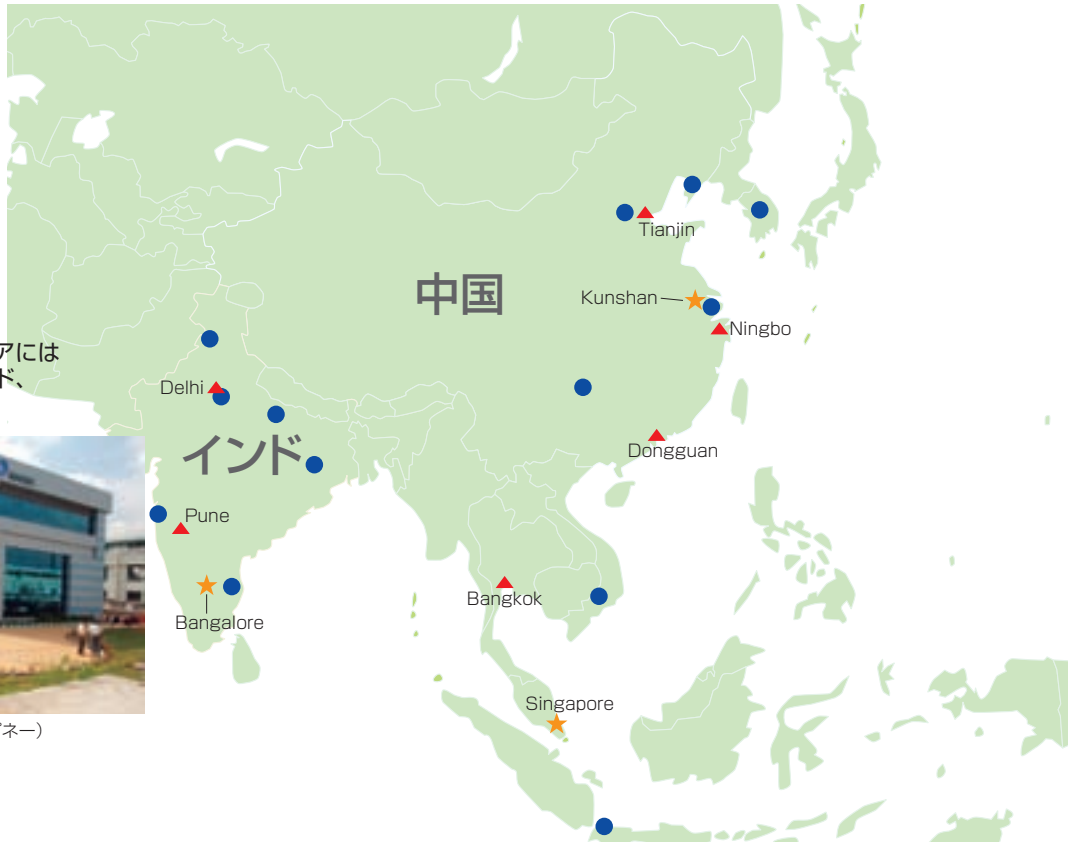 Tianjin
中国
Kunshan
Ningbo
アには
ド、
Delhi
インド
Dongguan
Pune
Bangkok
Bangalore
Singapore
ネー）